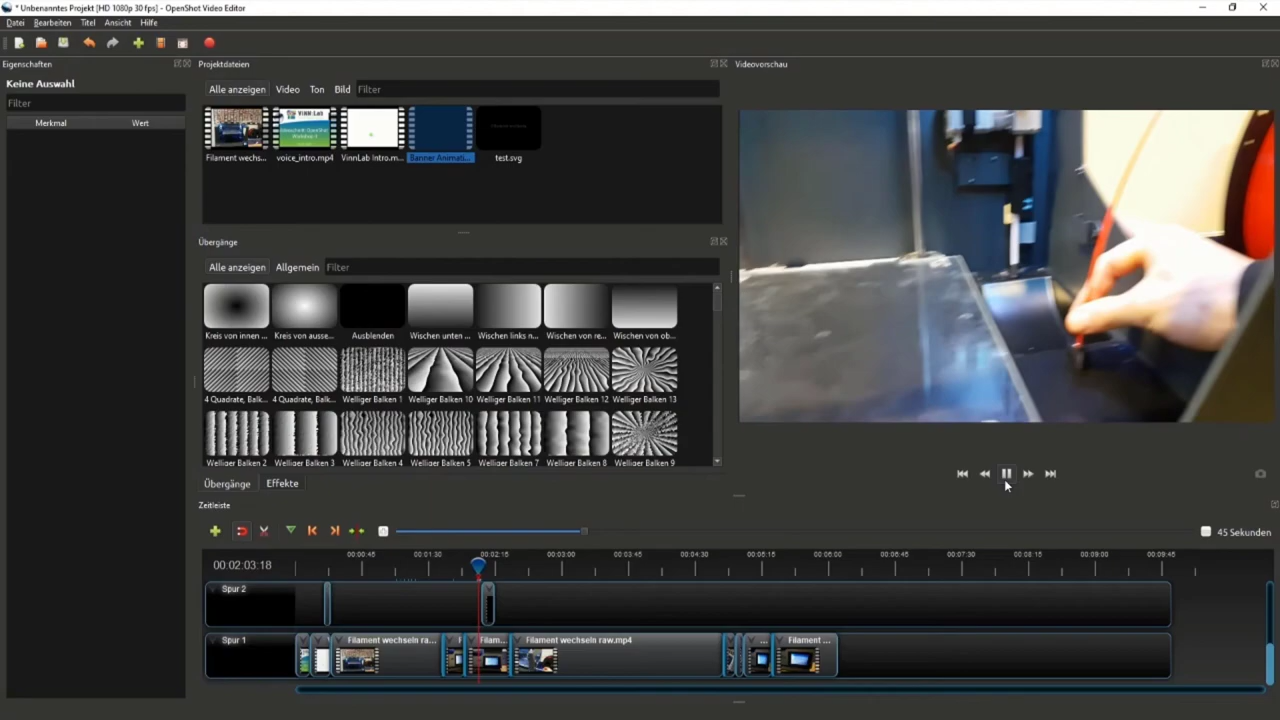 * Unbenanntes Projekt [HD 1080p 30 fps] - OpenShot Video Editor
Datei Bearbeiten Titel Ansicht Hilfe
Eigenschaften
Keine Auswahl
Filter
Merkmal Wert
Projektdateien
Alle anzeigen Video Ton Bild Filter
Filament wechs... voice_intro.mp4 VinnLab Intro.m... Banner Animati... test.svg
Übergänge
Alle anzeigen Allgemein Filter
Kreis von innen ... Kreis von ausse... Ausblenden Wischen unten ... Wischen links n... Wischen von re... Wischen von ob...
4 Quadrate, Balk... 4 Quadrate, Balk... Welliger Balken 1 Welliger Balken 10 Welliger Balken 11 Welliger Balken 12 Welliger Balken 13
Welliger Balken 2 Welliger Balken 3 Welliger Balken 4 Welliger Balken 5 Welliger Balken 7 Welliger Balken 8 Welliger Balken 9
Übergänge Effekte
Videovorschau
Zeitleiste
45 Sekunden
00:02:03:18
00:00:45 00:01:30 00:02:15 00:03:00 00:03:45 00:04:30 00:05:15 00:06:00 00:06:45 00:07:30 00:08:15 00:09:00 00:09:45
Spur 2
Spur 1
Filament wechseln ra... F Filam... Filament wechseln raw.mp4 ... Filament ...